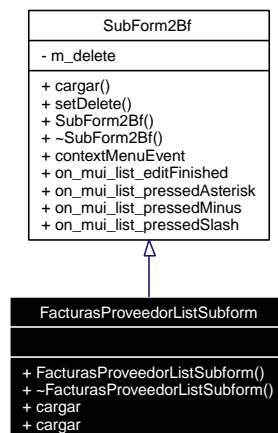 SubForm2Bf
- m_delete
+ cargar()
+ setDelete()
+ SubForm2Bf()
+ ~SubForm2Bf()
+ contextMenuEvent
+ on_mui_list_editFinished
+ on_mui_list_pressedAsterisk
+ on_mui_list_pressedMinus
+ on_mui_list_pressedSlash
FacturasProveedorListSubform
+ FacturasProveedorListSubform()
+ ~FacturasProveedorListSubform()
+ cargar
+ cargar